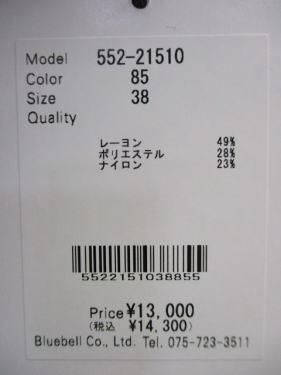 Model 552-21510
Color 85
Size 38
Quality
レーヨン 49%
ポリエステル 28%
ナイロン 23%
5522151038855
Price ¥13,000
(税込 ¥14,300)
Bluebell Co., Ltd. Tel. 075-723-3511